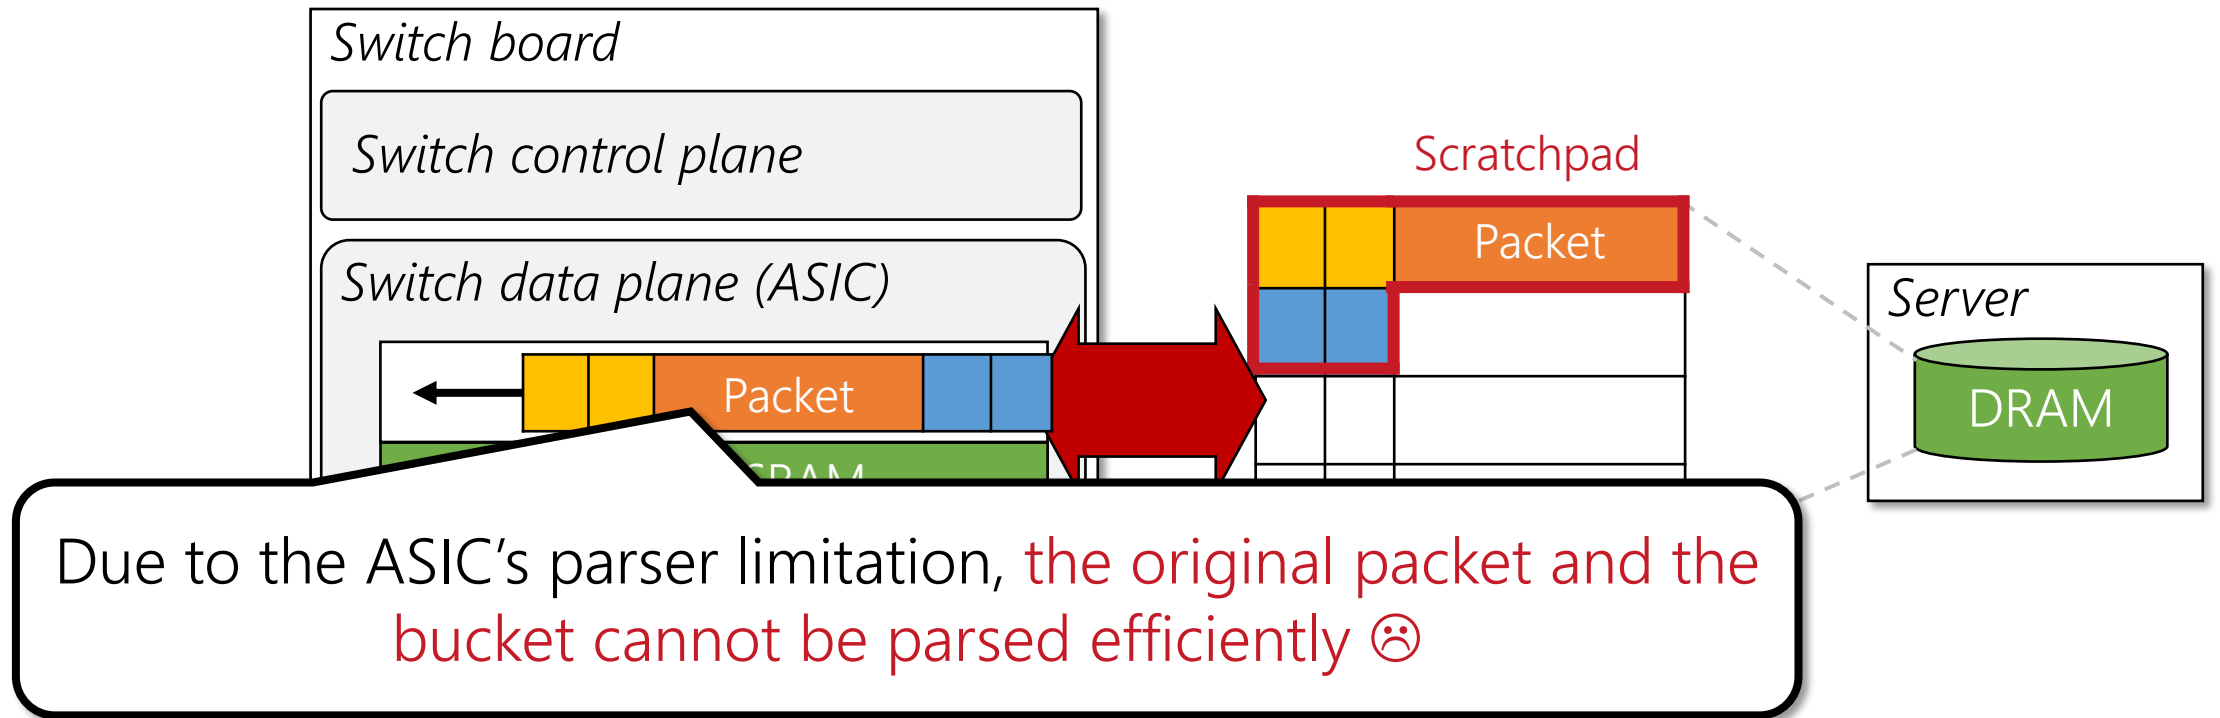 Switch board
Switch control plane
Scratchpad
Packet
Switch data plane (ASIC)
Server
Packet
DRAM
SRAM
Due to the ASIC’s parser limitation, the original packet and the
bucket cannot be parsed efficiently ☹